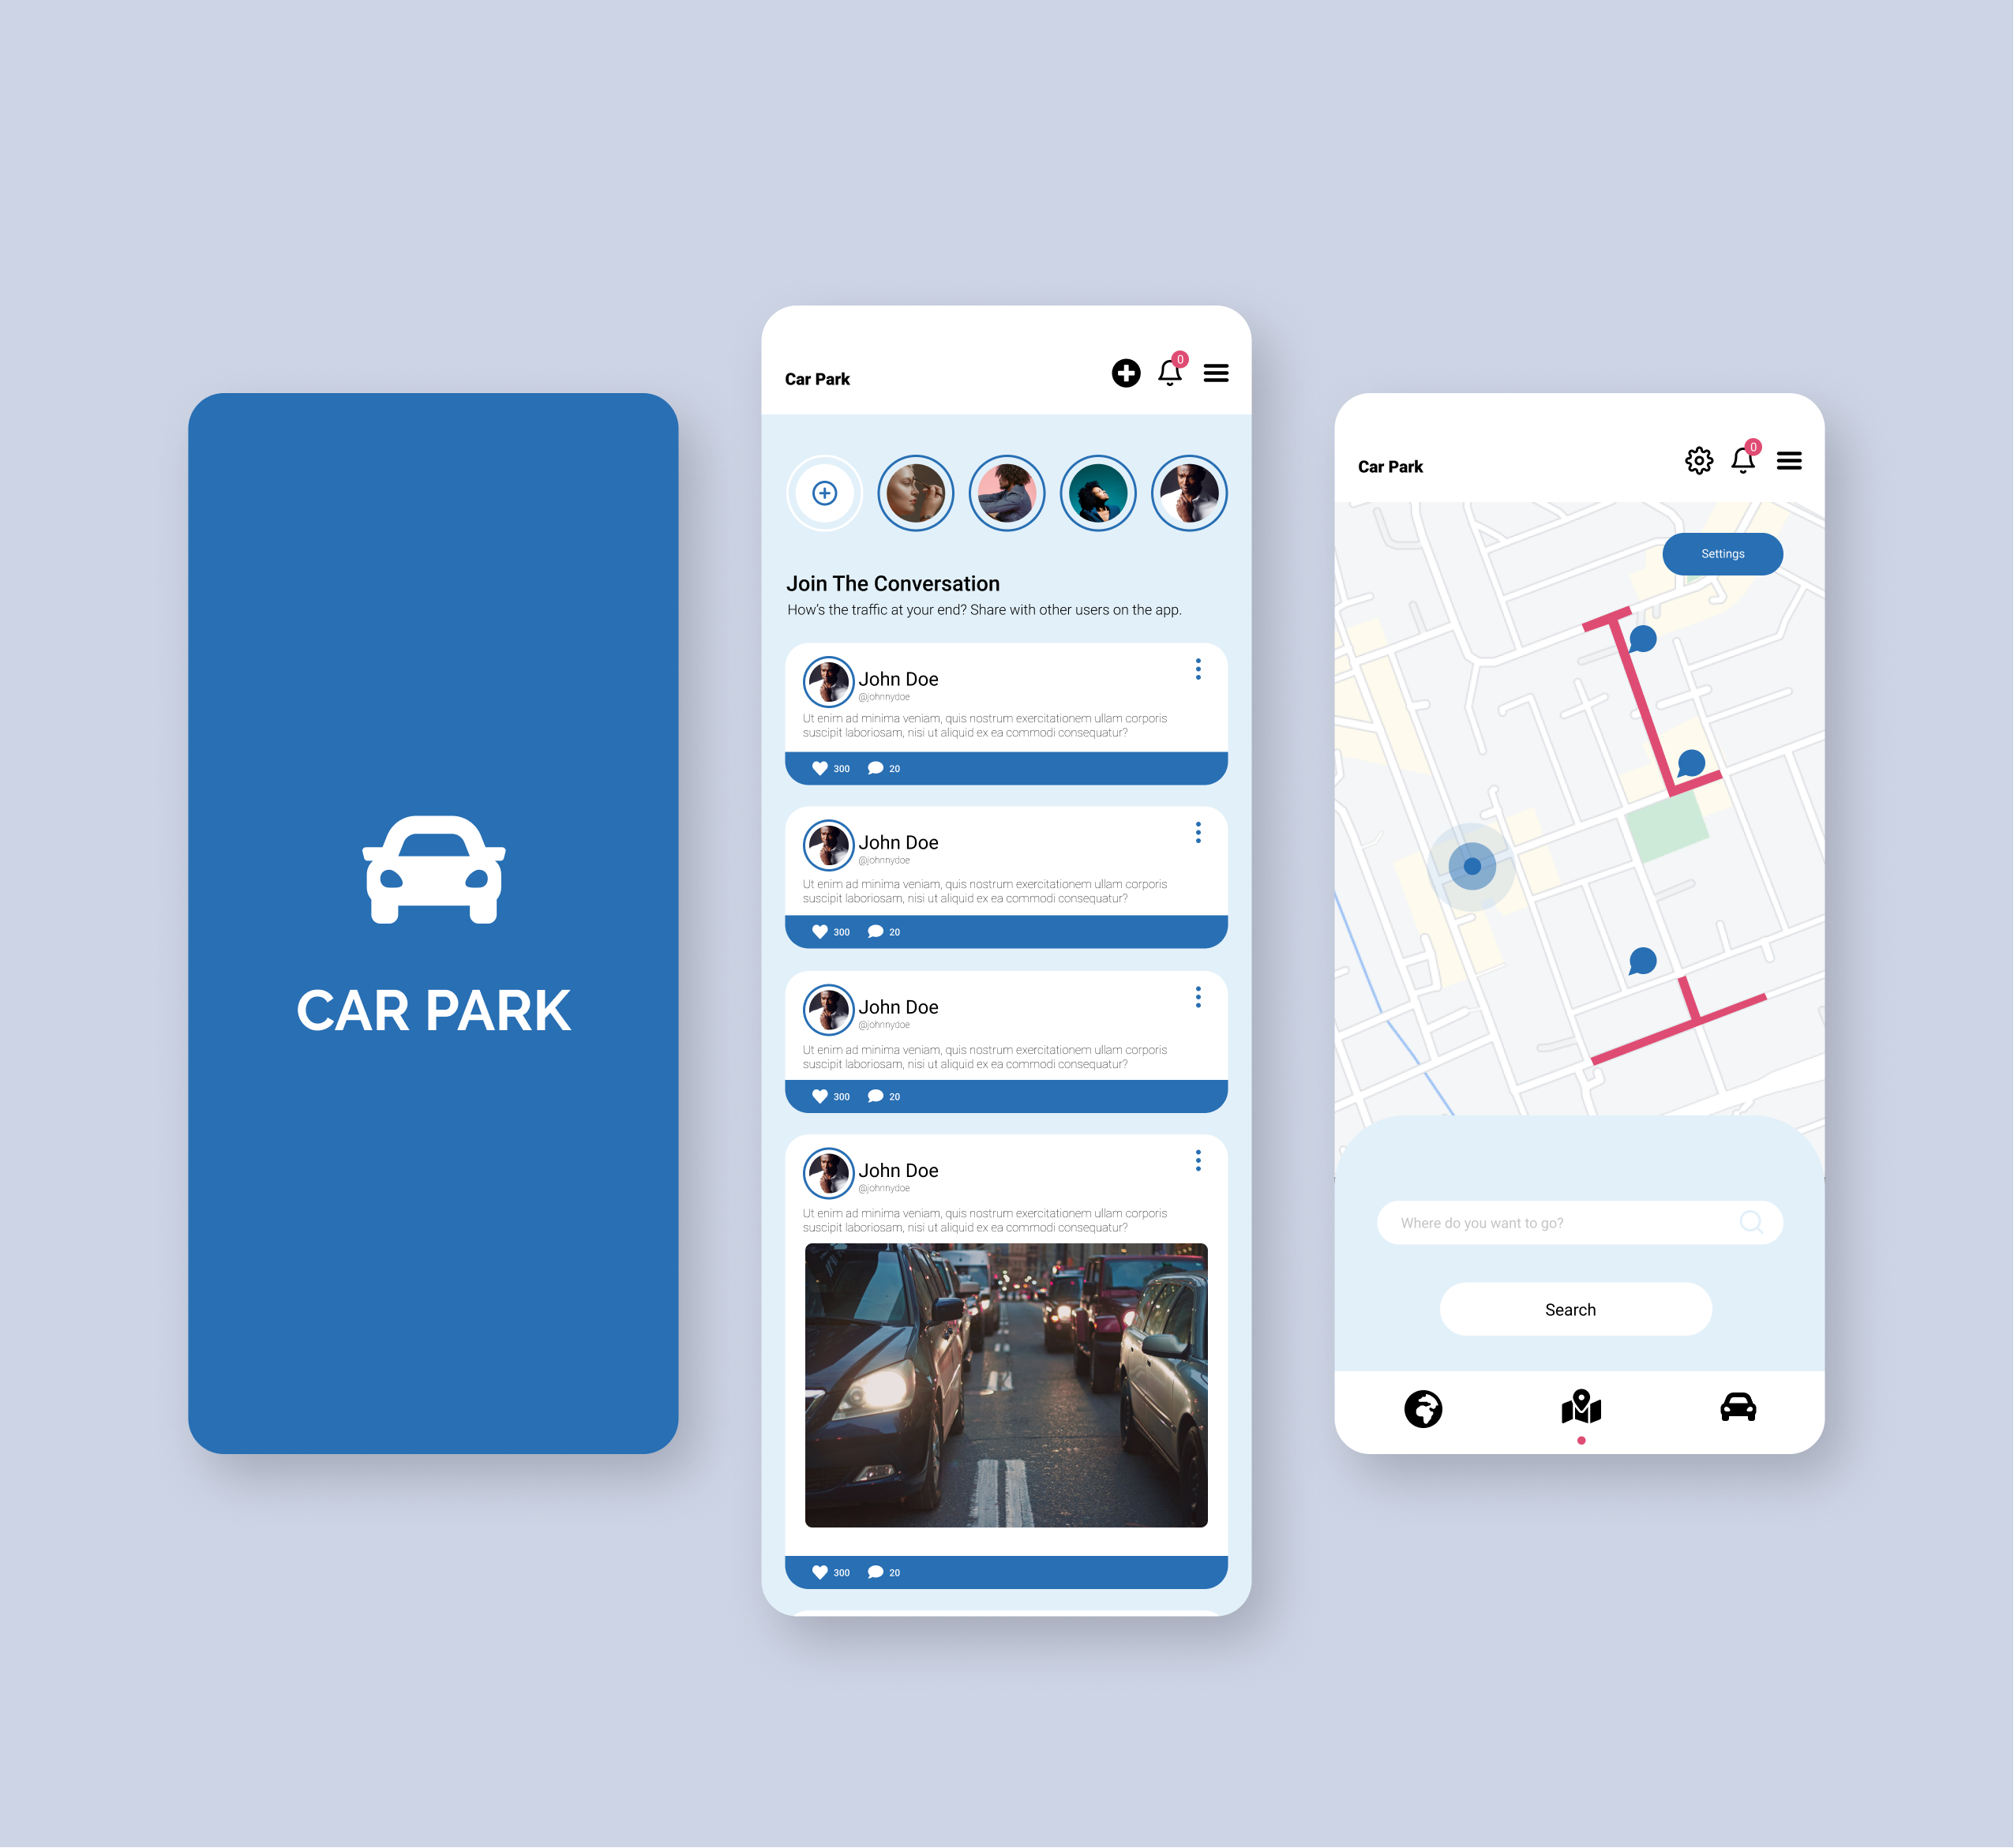 CAR PARK
Car Park
0
Join The Conversation
How's the traffic at your end? Share with other users on the app.
John Doe
@johnnydoe
Ut enim ad minima veniam, quis nostrum exercitationem ullam corporis
suscipit laboriosam, nisi ut aliquid ex ea commodi consequatur?
300 20
John Doe
@johnnydoe
Ut enim ad minima veniam, quis nostrum exercitationem ullam corporis
suscipit laboriosam, nisi ut aliquid ex ea commodi consequatur?
300 20
John Doe
@johnnydoe
Ut enim ad minima veniam, quis nostrum exercitationem ullam corporis
suscipit laboriosam, nisi ut aliquid ex ea commodi consequatur?
300 20
John Doe
@johnnydoe
Ut enim ad minima veniam, quis nostrum exercitationem ullam corporis
suscipit laboriosam, nisi ut aliquid ex ea commodi consequatur?
300 20
Car Park
0
Settings
Where do you want to go?
Search